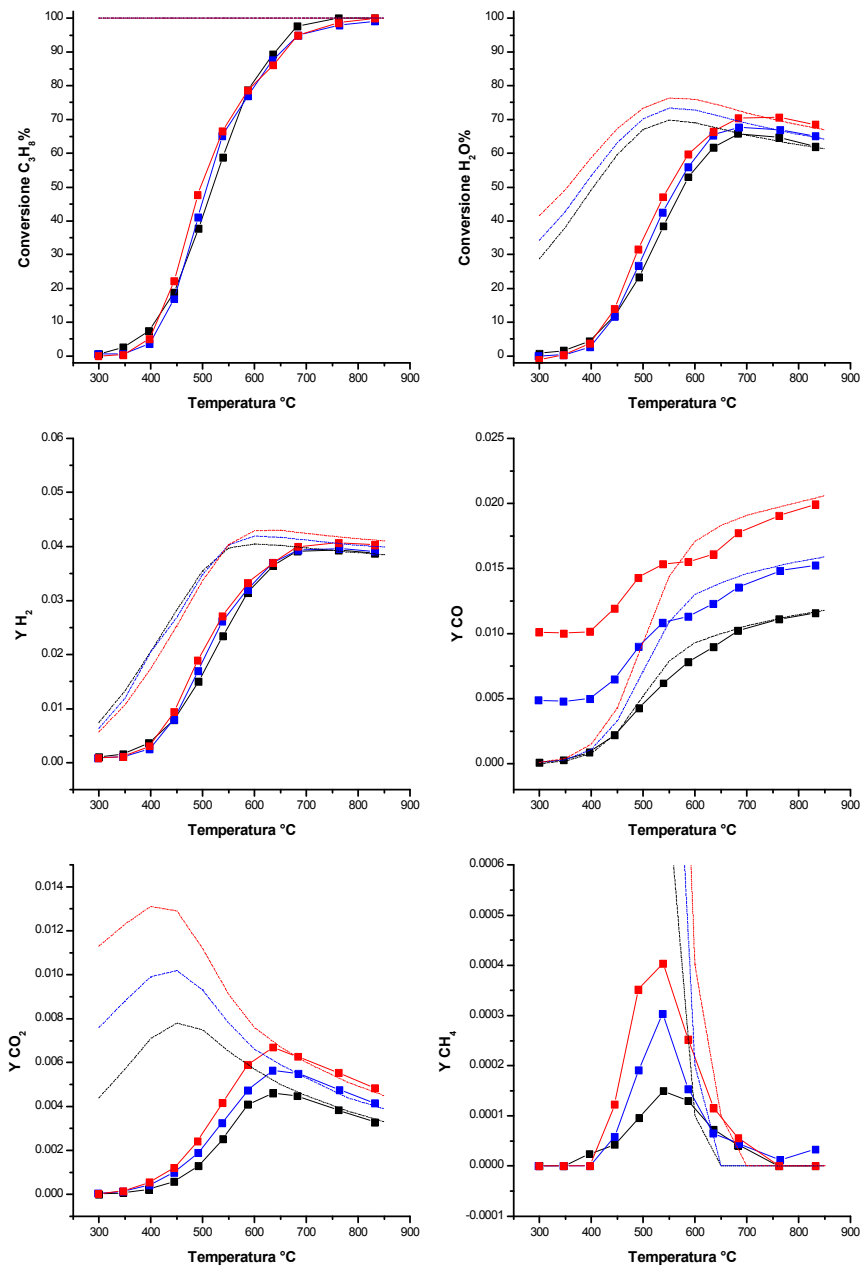 Conversione C₃H₈%
100
90
80
70
60
50
40
30
20
10
0
300 400 500 600 700 800 900
Temperatura °C
Conversione H₂O%
100
90
80
70
60
50
40
30
20
10
0
300 400 500 600 700 800 900
Temperatura °C
Y H₂
0.06
0.05
0.04
0.03
0.02
0.01
0.00
300 400 500 600 700 800 900
Temperatura °C
Y CO
0.025
0.020
0.015
0.010
0.005
0.000
300 400 500 600 700 800 900
Temperatura °C
Y CO₂
0.014
0.012
0.010
0.008
0.006
0.004
0.002
0.000
300 400 500 600 700 800 900
Temperatura °C
Y CH₄
0.0006
0.0005
0.0004
0.0003
0.0002
0.0001
0.0000
-0.0001
300 400 500 600 700 800 900
Temperatura °C